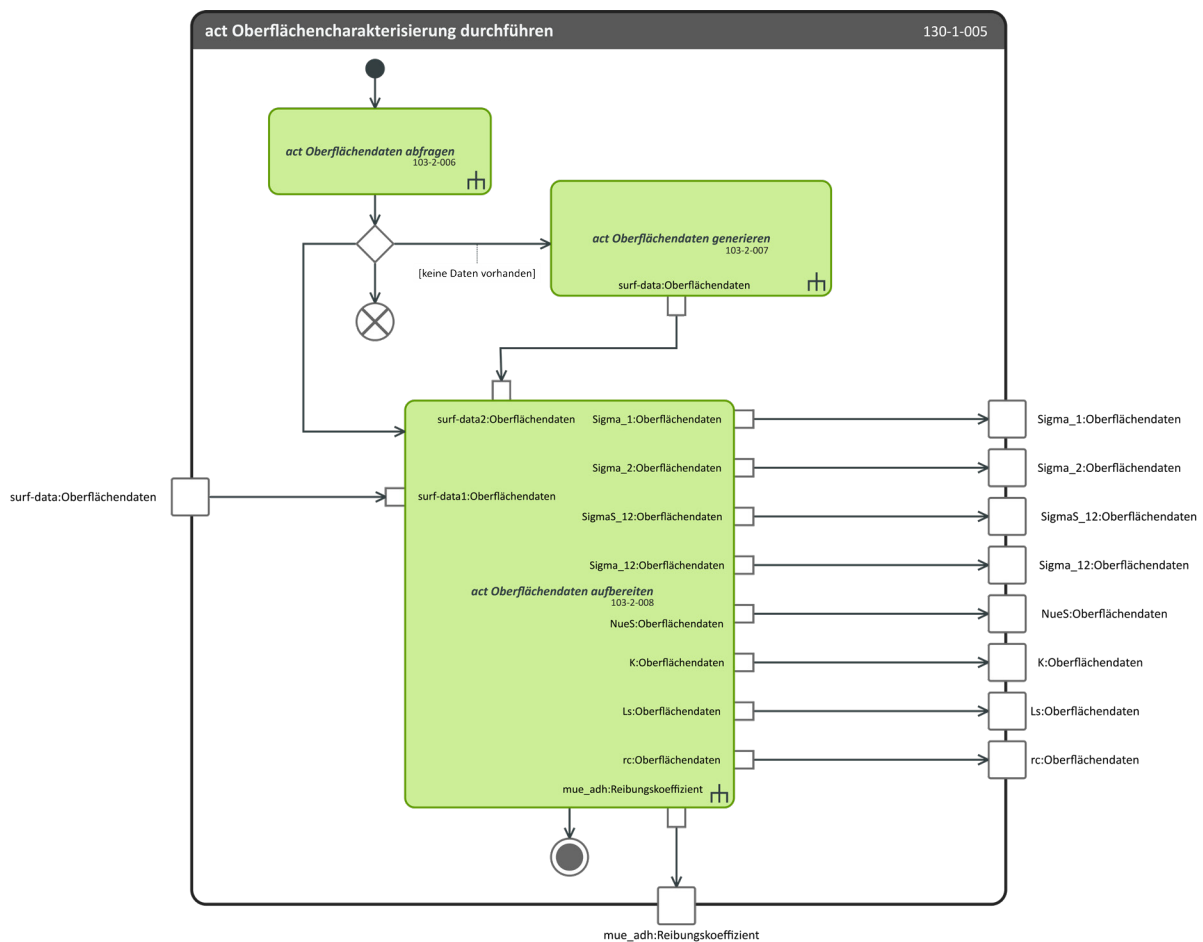 act Oberflächencharakterisierung durchführen
130-1-005
act Oberflächendaten abfragen
103-2-006
act Oberflächendaten generieren
103-2-007
[keine Daten vorhanden]
surf-data:Oberflächendaten
surf-data2:Oberflächendaten
Sigma_1:Oberflächendaten
Sigma_1:Oberflächendaten
Sigma_2:Oberflächendaten
Sigma_2:Oberflächendaten
surf-data:Oberflächendaten
surf-data1:Oberflächendaten
SigmaS_12:Oberflächendaten
SigmaS_12:Oberflächendaten
Sigma_12:Oberflächendaten
Sigma_12:Oberflächendaten
act Oberflächendaten aufbereiten
103-2-008
NueS:Oberflächendaten
NueS:Oberflächendaten
K:Oberflächendaten
K:Oberflächendaten
Ls:Oberflächendaten
Ls:Oberflächendaten
rc:Oberflächendaten
rc:Oberflächendaten
mue_adh:Reibungskoeffizient
mue_adh:Reibungskoeffizient